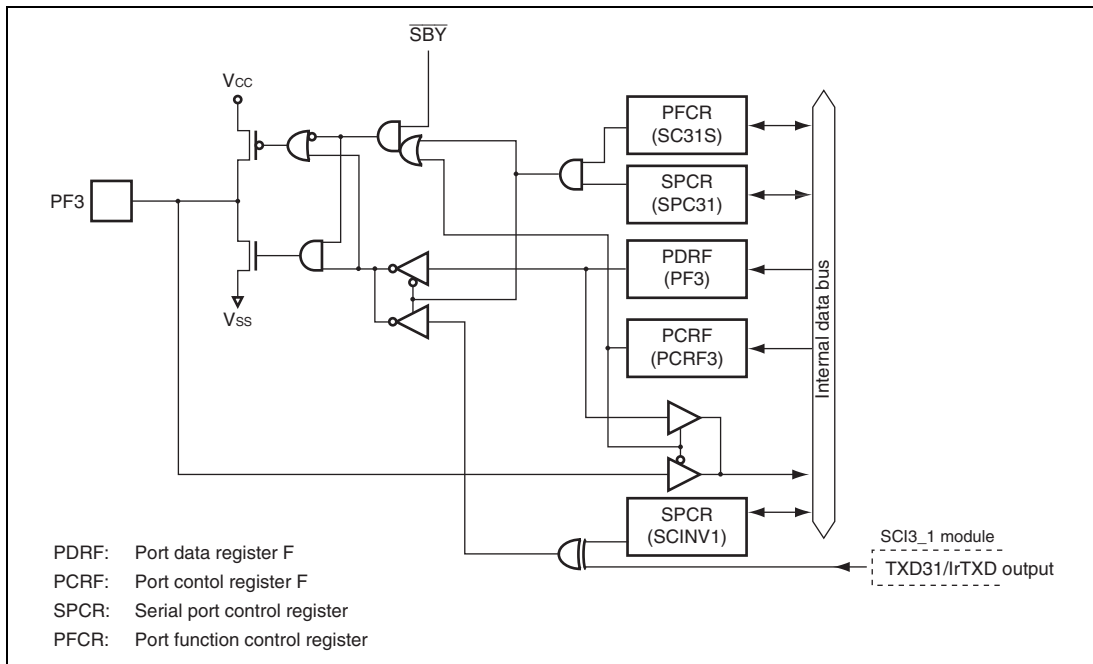 SBY
VCC
PF3
VSS
PFCR
(SC31S)
SPCR
(SPC31)
PDRF
(PF3)
PCRF
(PCRF3)
SPCR
(SCINV1)
Internal data bus
SCI3_1 module
TXD31/IrTXD output
PDRF: Port data register F
PCRF: Port contol register F
SPCR: Serial port control register
PFCR: Port function control register